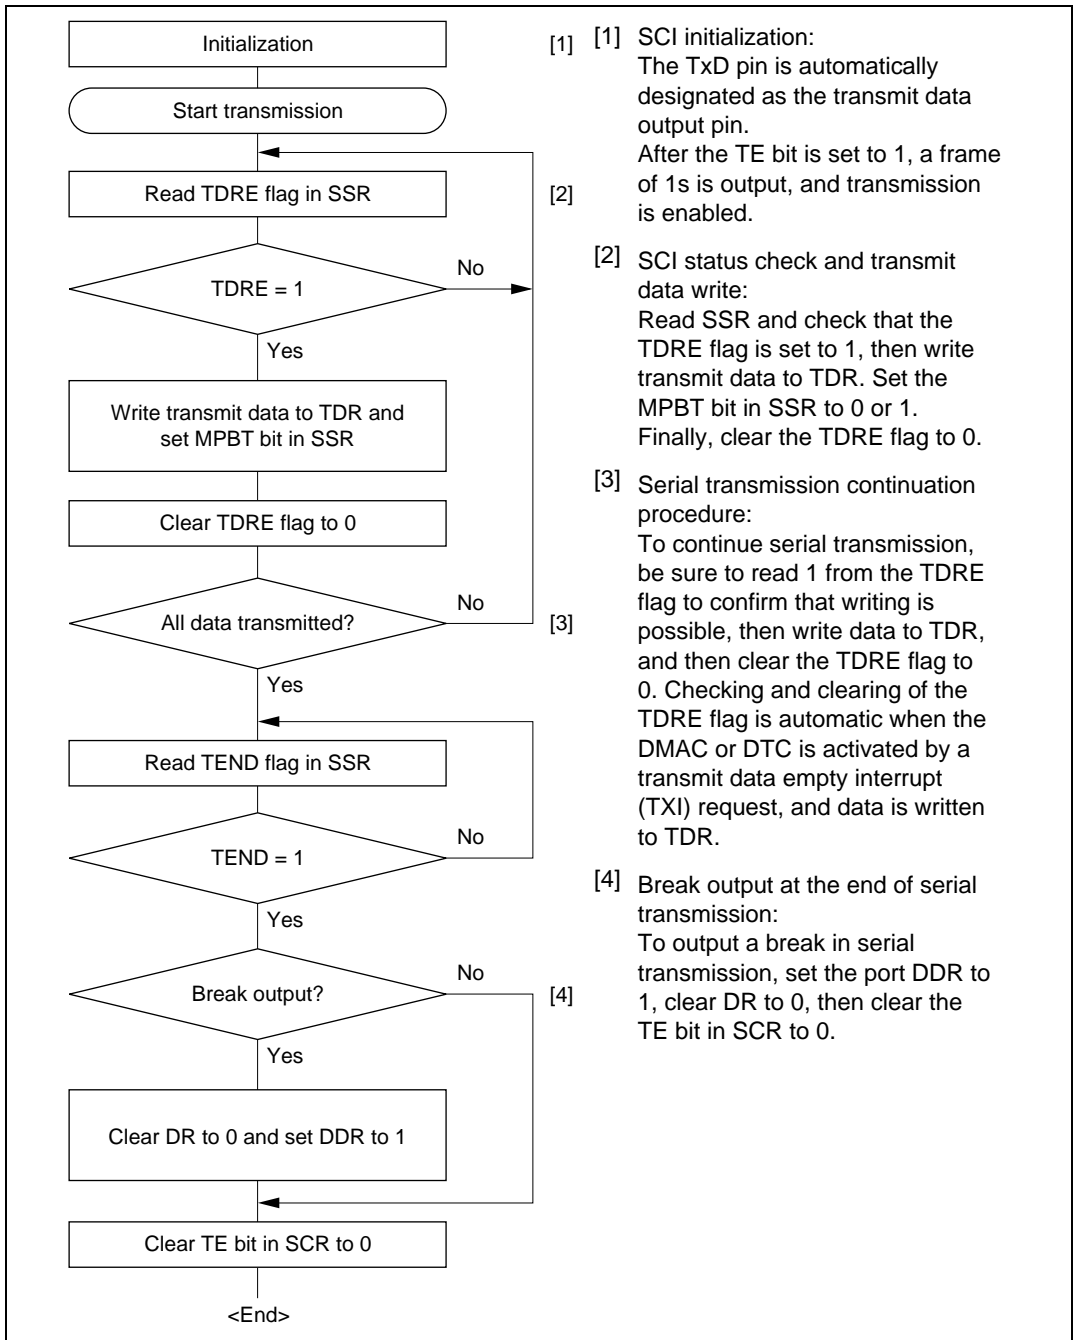 Initialization
[1]
Start transmission
Read TDRE flag in SSR
[2]
TDRE = 1
No
Yes
Write transmit data to TDR and
set MPBT bit in SSR
Clear TDRE flag to 0
All data transmitted?
No
[3]
Yes
Read TEND flag in SSR
TEND = 1
No
Yes
Break output?
No
[4]
Yes
Clear DR to 0 and set DDR to 1
Clear TE bit in SCR to 0
<End>
[1] SCI initialization:
The TxD pin is automatically
designated as the transmit data
output pin.
After the TE bit is set to 1, a frame
of 1s is output, and transmission
is enabled.
[2] SCI status check and transmit
data write:
Read SSR and check that the
TDRE flag is set to 1, then write
transmit data to TDR. Set the
MPBT bit in SSR to 0 or 1.
Finally, clear the TDRE flag to 0.
[3] Serial transmission continuation
procedure:
To continue serial transmission,
be sure to read 1 from the TDRE
flag to confirm that writing is
possible, then write data to TDR,
and then clear the TDRE flag to
0. Checking and clearing of the
TDRE flag is automatic when the
DMAC or DTC is activated by a
transmit data empty interrupt
(TXI) request, and data is written
to TDR.
[4] Break output at the end of serial
transmission:
To output a break in serial
transmission, set the port DDR to
1, clear DR to 0, then clear the
TE bit in SCR to 0.